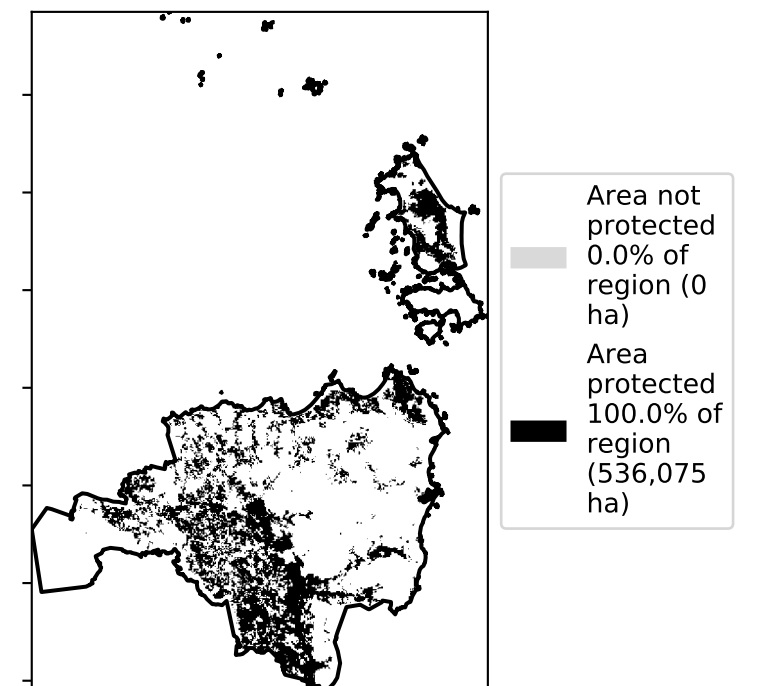 Area not
protected
0.0% of
region (0
ha)
Area
protected
100.0% of
region
(536,075
ha)